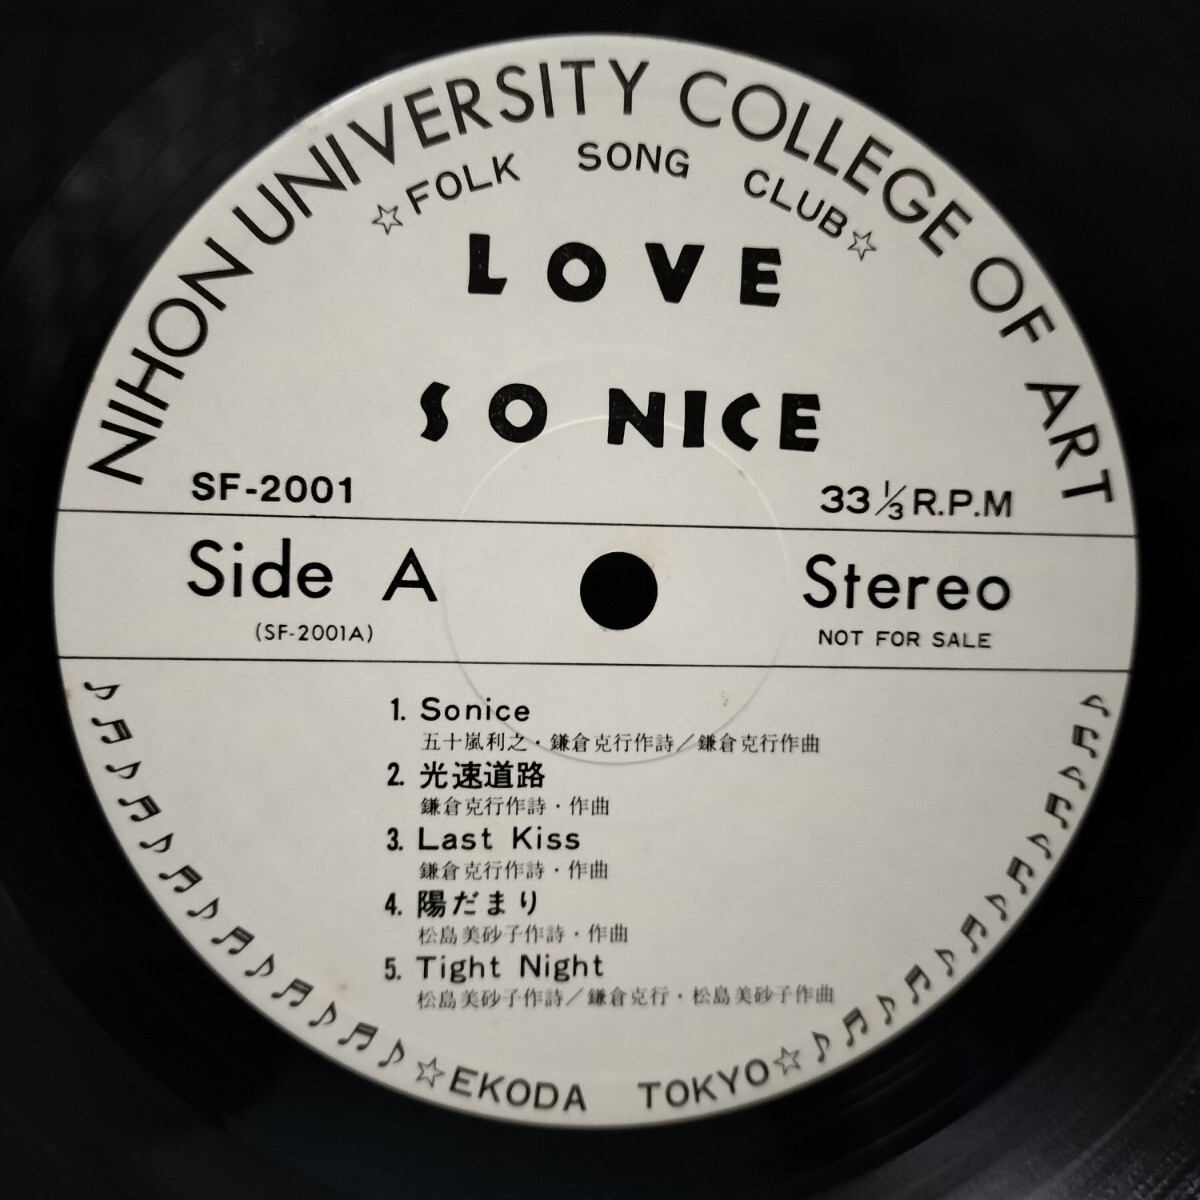 NIHON UNIVERSITY COLLEGE OF ART
☆FOLK SONG CLUB☆
LOVE
SO NICE
SF-2001
33 1/3 R.P.M
Side A
Stereo
(SF-2001A)
NOT FOR SALE
1. Sonice
五十嵐利之・鎌倉克行作詩／鎌倉克行作曲
2. 光速道路
鎌倉克行作詩・作曲
3. Last Kiss
鎌倉克行作詩・作曲
4. 陽だまり
松島美砂子作詩・作曲
5. Tight Night
松島美砂子作詩／鎌倉克行・松島美砂子作曲
☆EKODA TOKYO☆